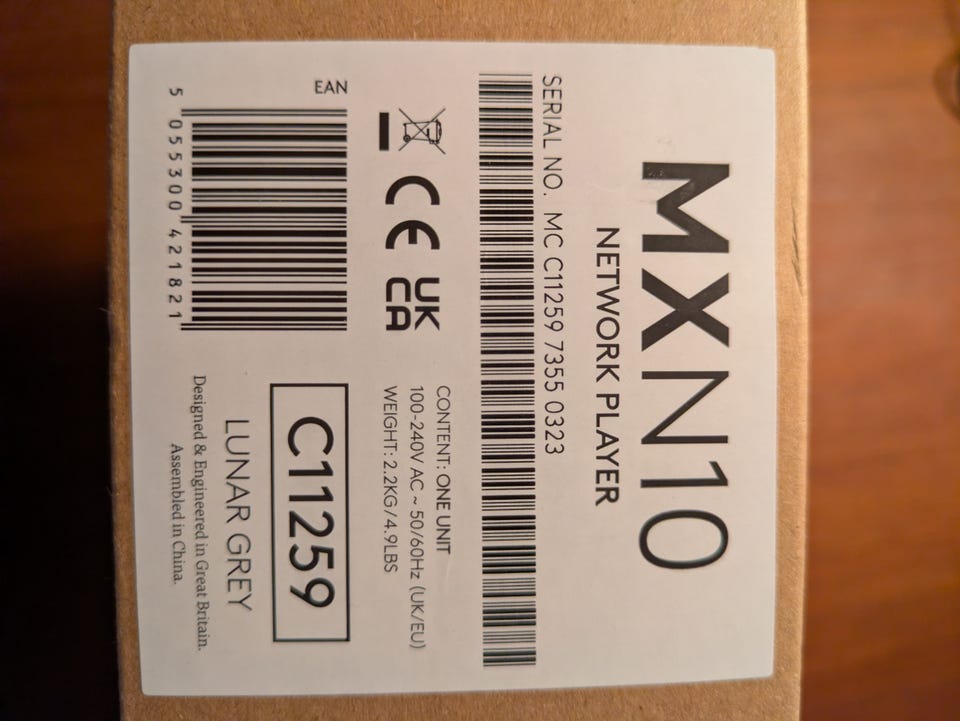 MXN10
NETWORK PLAYER
SERIAL NO. MC C11259 7355 0323
CE
UK
CA
CONTENT: ONE UNIT
100-240V AC ~ 50/60Hz (UK/EU)
WEIGHT: 2.2KG/4.9LBS
EAN
5 055300 421821
C11259
LUNAR GREY
Designed & Engineered in Great Britain.
Assembled in China.